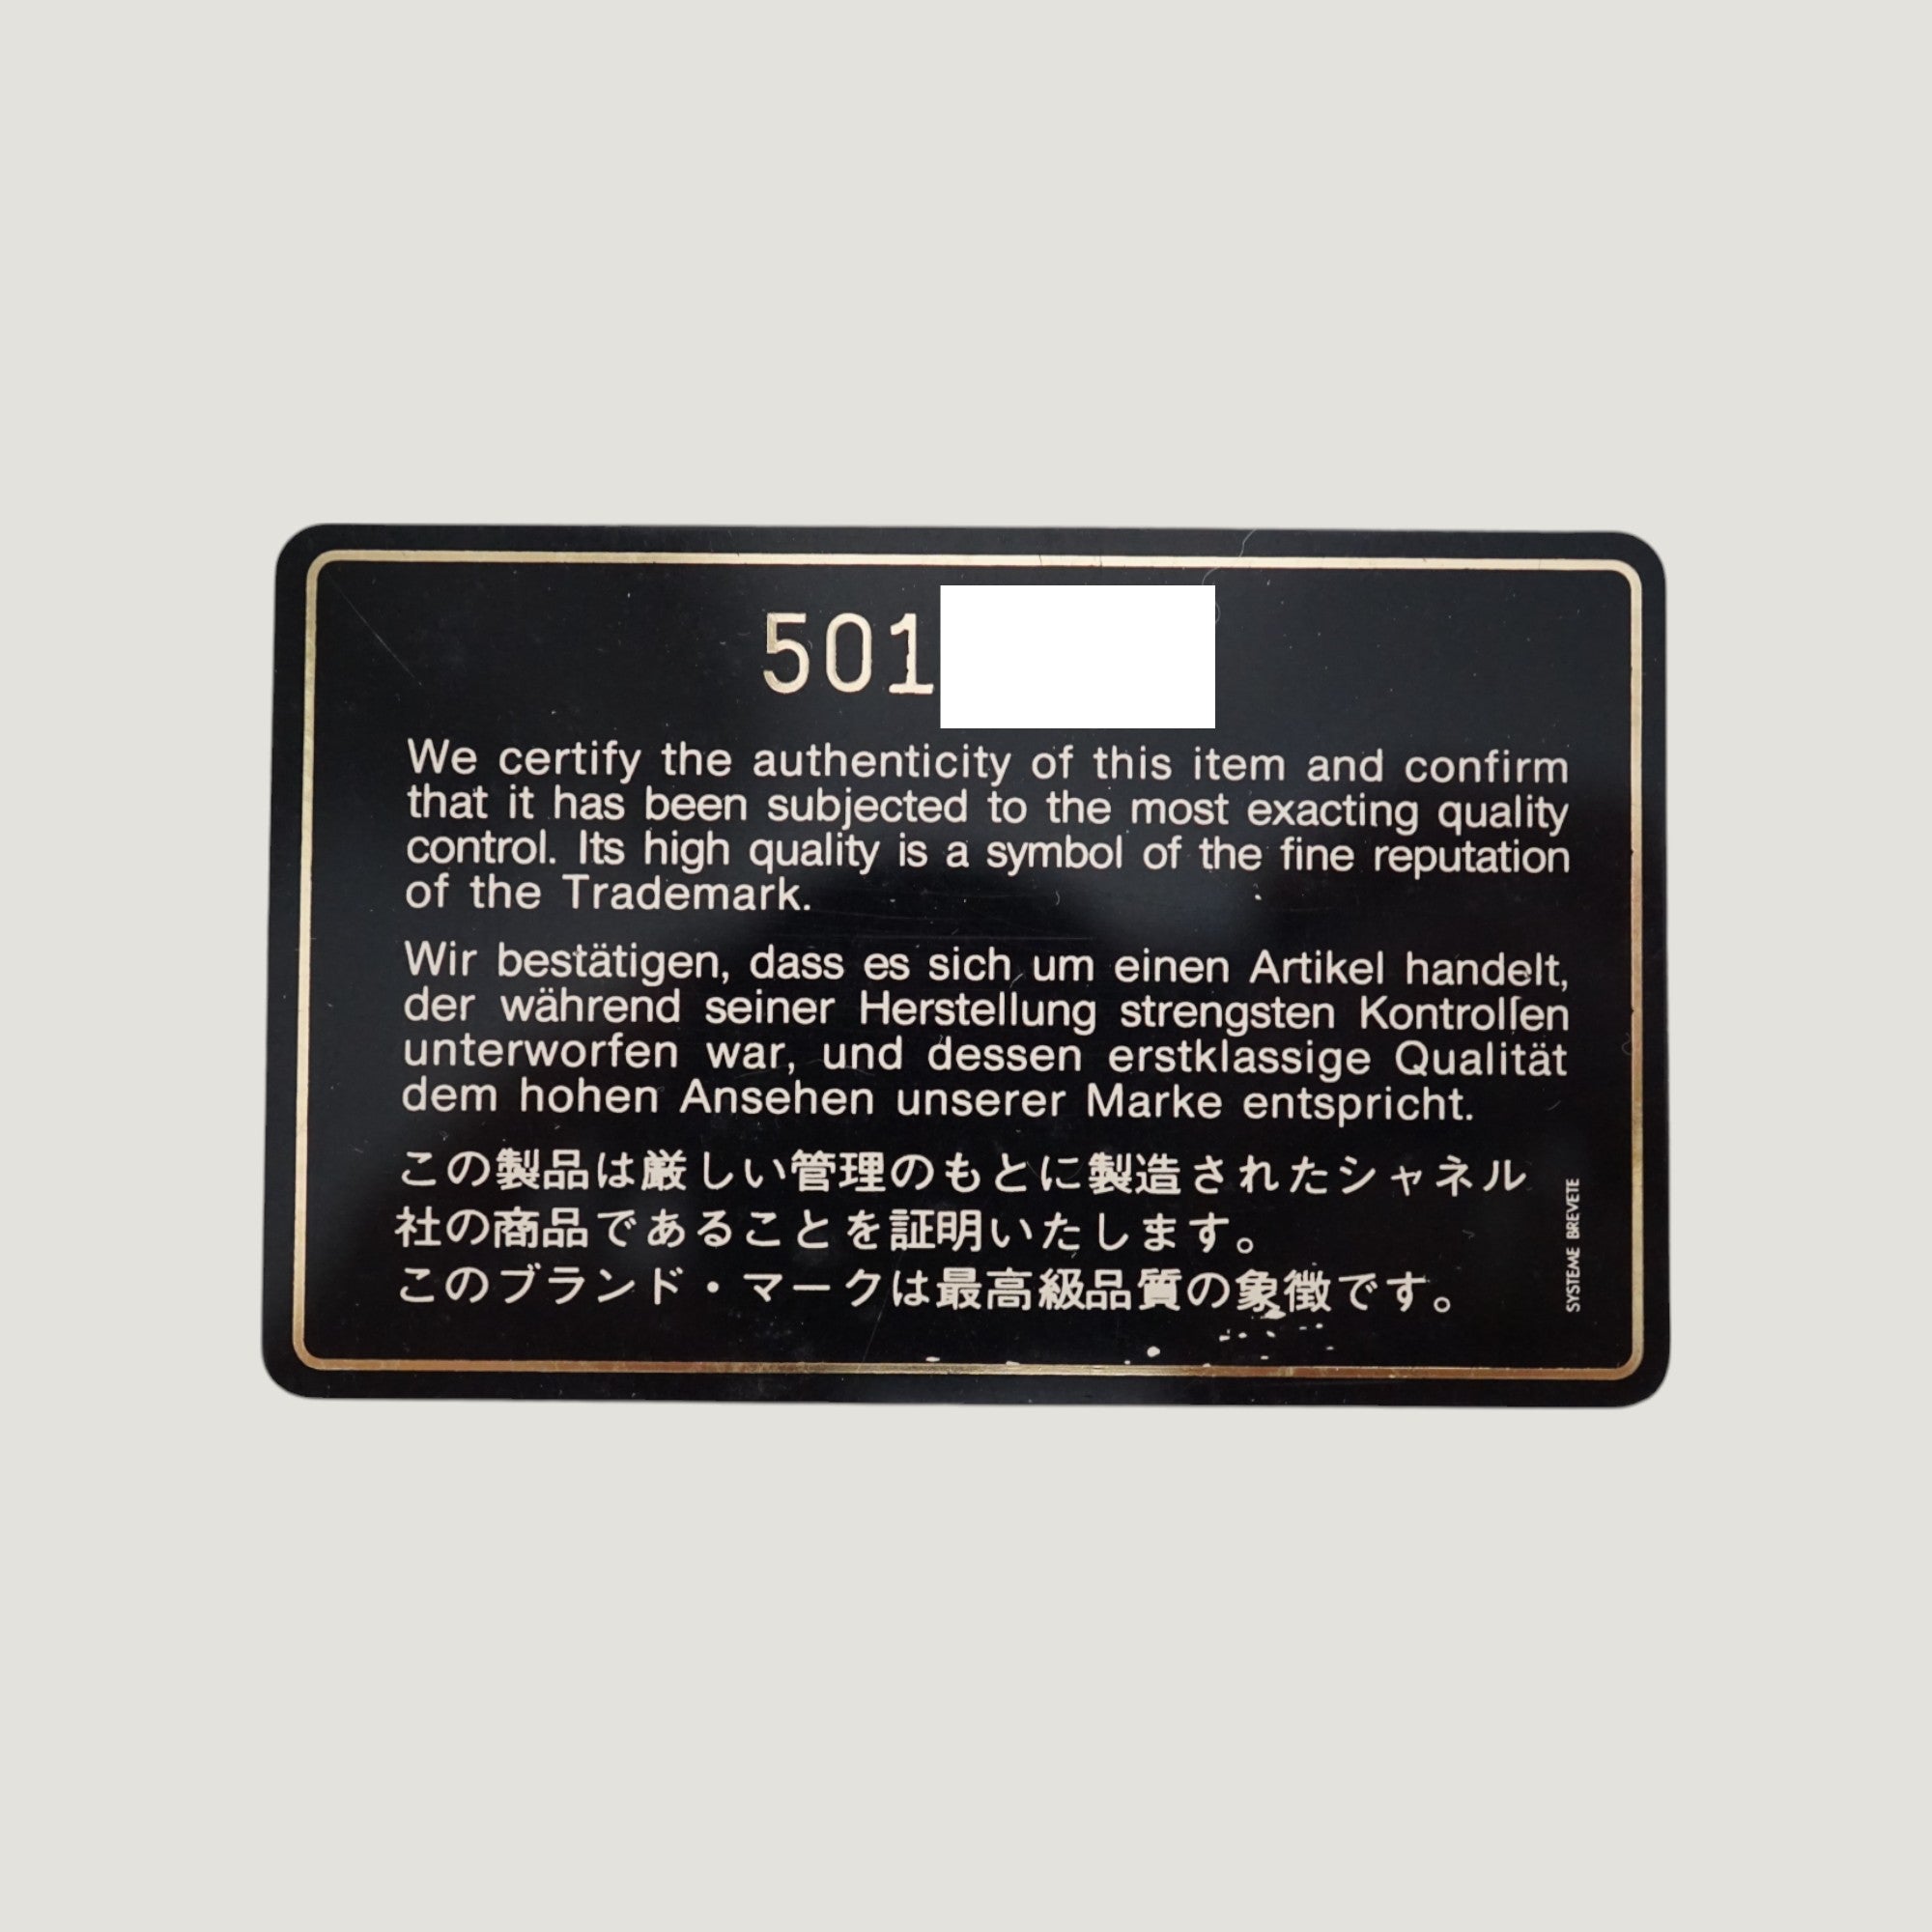 501
We certify the authenticity of this item and confirm
that it has been subjected to the most exacting quality
control. Its high quality is a symbol of the fine reputation
of the Trademark.
Wir bestätigen, dass es sich um einen Artikel handelt,
der während seiner Herstellung strengsten Kontrollen
unterworfen war, und dessen erstklassige Qualität
dem hohen Ansehen unserer Marke entspricht.
この製品は厳しい管理のもとに製造されたシャネル
社の商品であることを証明いたします。
このブランド・マークは最高級品質の象徴です。
SYSTEME BREVETE